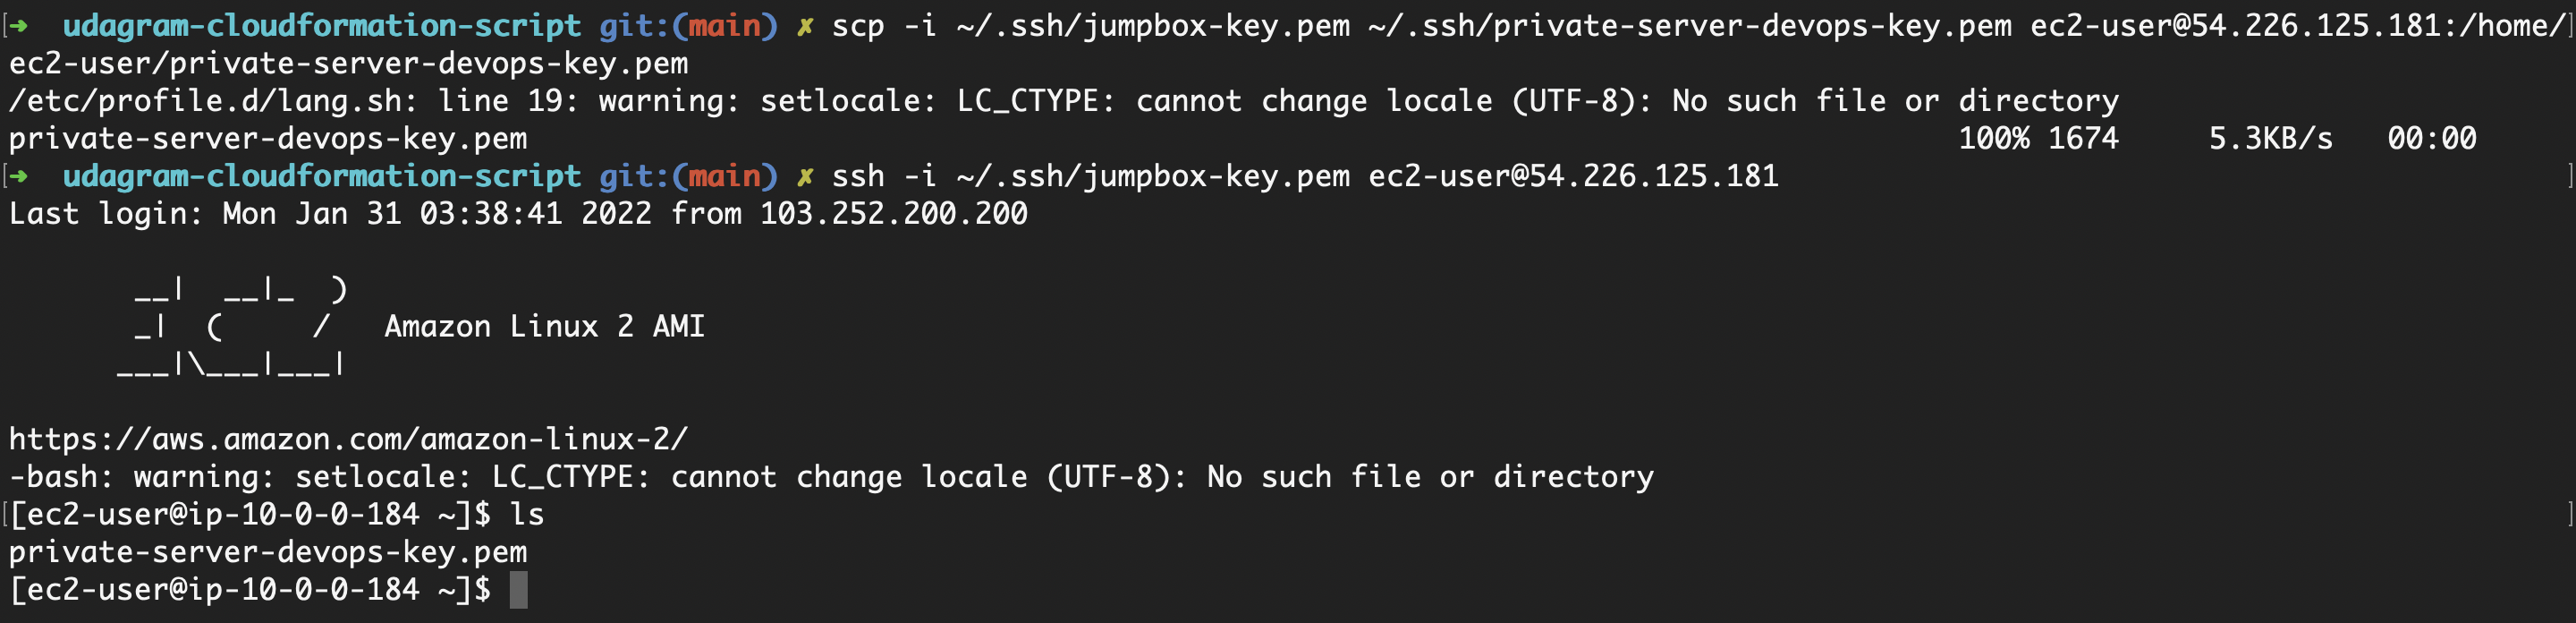 [➜  udagram-cloudformation-script git:(main) ✗ scp -i ~/.ssh/jumpbox-key.pem ~/.ssh/private-server-devops-key.pem ec2-user@54.226.125.181:/home/]
ec2-user/private-server-devops-key.pem
/etc/profile.d/lang.sh: line 19: warning: setlocale: LC_CTYPE: cannot change locale (UTF-8): No such file or directory
private-server-devops-key.pem                 100% 1674     5.3KB/s   00:00
[➜  udagram-cloudformation-script git:(main) ✗ ssh -i ~/.ssh/jumpbox-key.pem ec2-user@54.226.125.181 ]
Last login: Mon Jan 31 03:38:41 2022 from 103.252.200.200
       __|  __|_  )
       _|  (     /   Amazon Linux 2 AMI
      ___|\___|___|
https://aws.amazon.com/amazon-linux-2/
-bash: warning: setlocale: LC_CTYPE: cannot change locale (UTF-8): No such file or directory
[[ec2-user@ip-10-0-0-184 ~]$ ls ]
private-server-devops-key.pem
[ec2-user@ip-10-0-0-184 ~]$